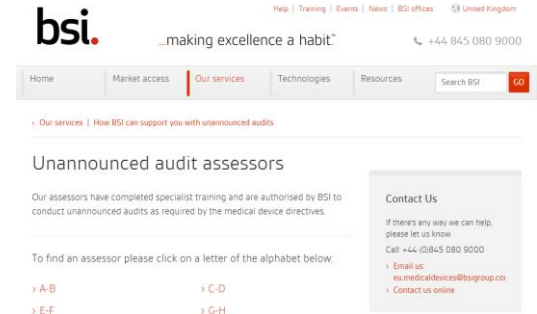 Help | Training | Events | News | BSI offices United Kingdom
bsi.
...making excellence a habit.™
+44 845 080 9000
Home Market access Our services Technologies Resources Search BSI GO
‹ Our services | How BSI can support you with unannounced audits
Unannounced audit assessors
Our assessors have completed specialist training and are authorised by BSI to
conduct unannounced audits as required by the medical device directives.
To find an assessor please click on a letter of the alphabet below:
› A-B › C-D
› E-F › G-H
Contact Us
If there's any way we can help,
please let us know
Call: +44 (0)845 080 9000
› Email us:
eu.medicaldevices@bsigroup.co
› Contact us online